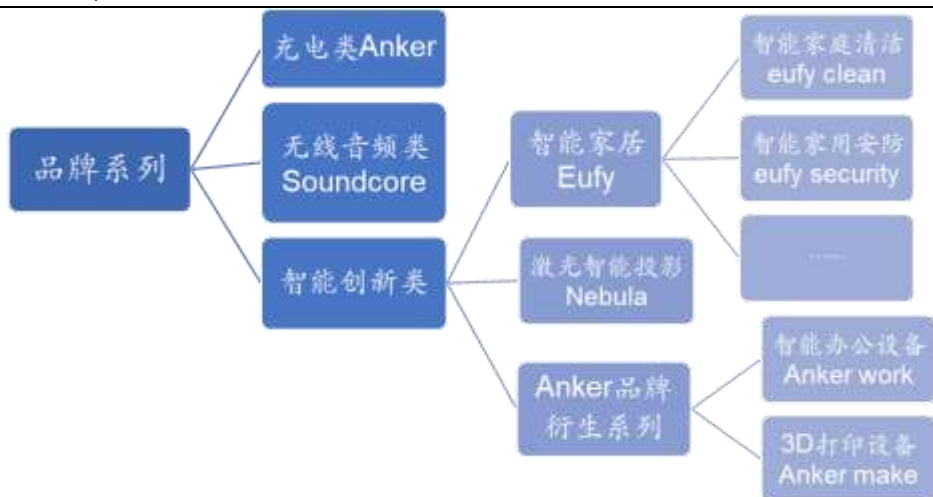 品牌系列
充电类Anker
无线音频类
Soundcore
智能创新类
智能家居
Eufy
激光智能投影
Nebula
Anker品牌
衍生系列
智能家庭清洁
eufy clean
智能家用安防
eufy security
……
智能办公设备
Anker work
3D打印设备
Anker make